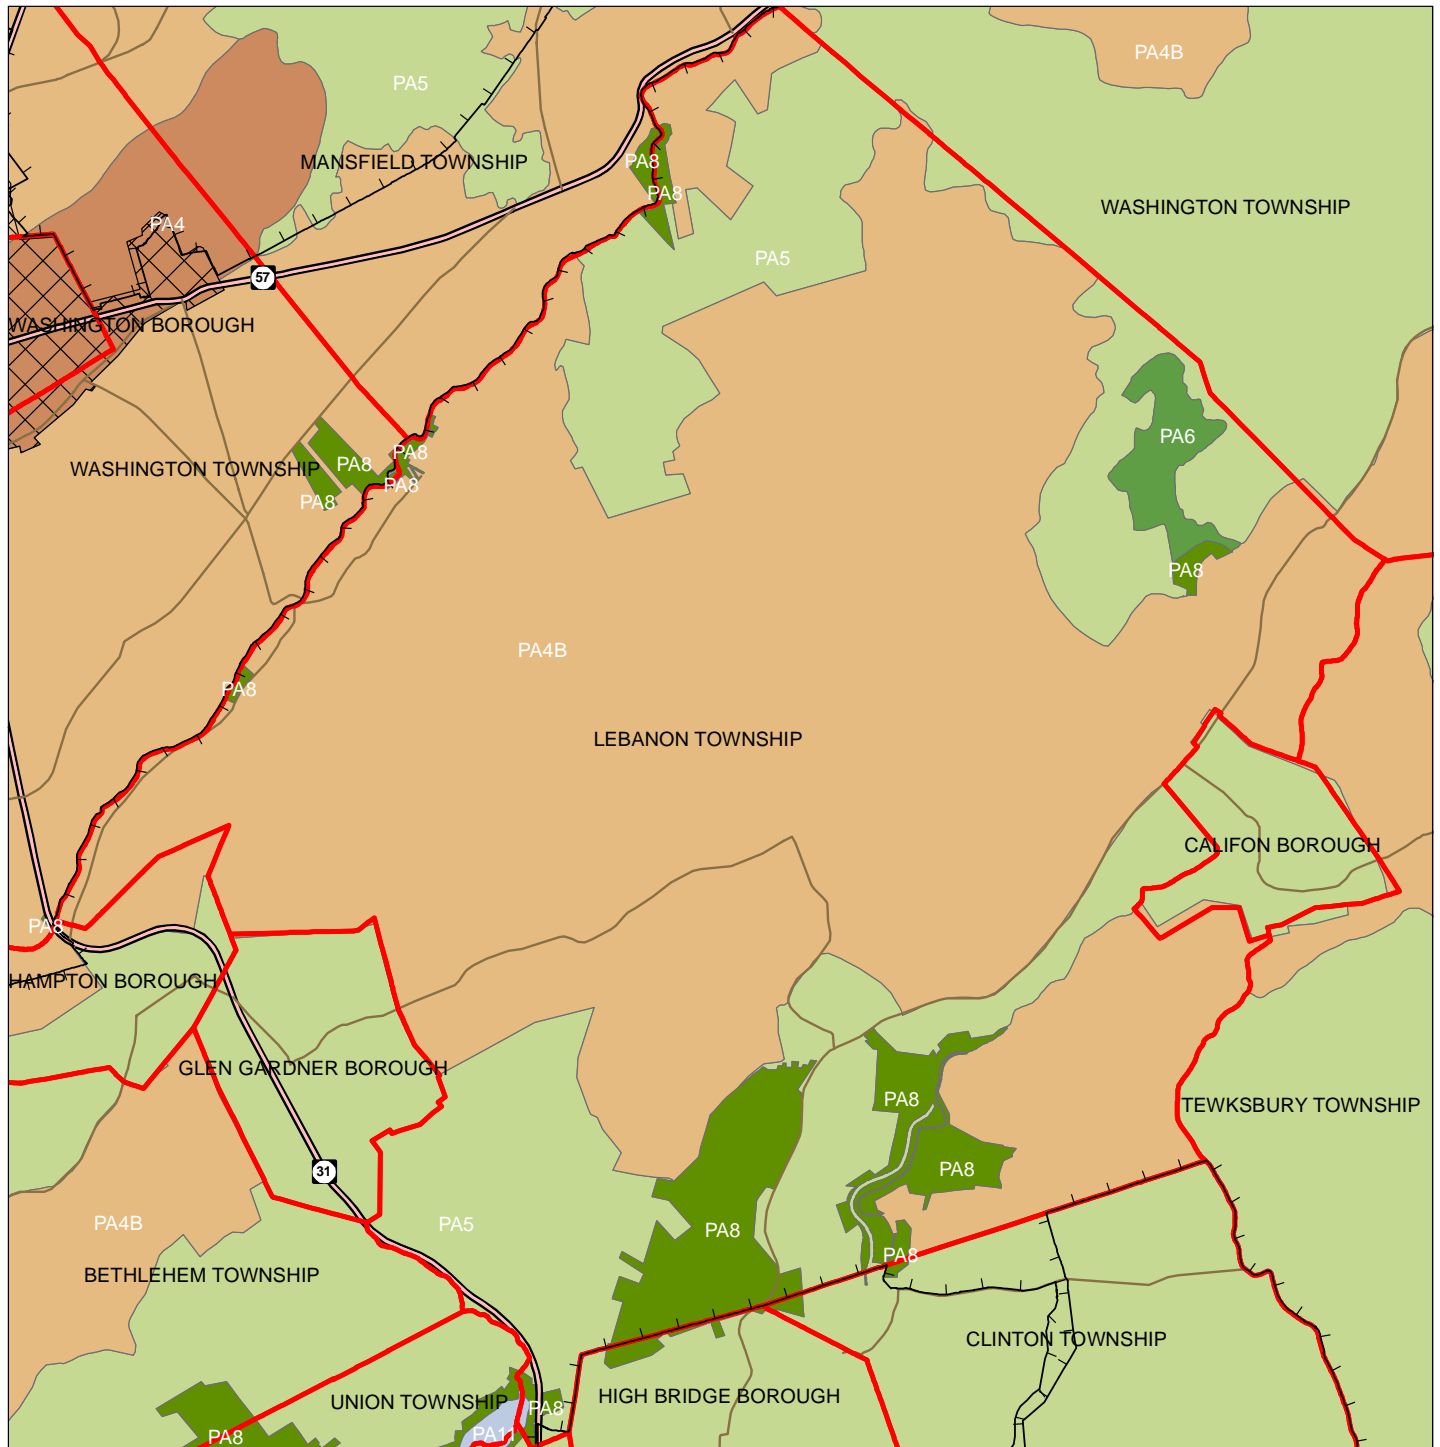 PA4B
PA5
MANSFIELD TOWNSHIP
PA8
PA8
WASHINGTON TOWNSHIP
PA4
PA5
57
WASHINGTON BOROUGH
PA6
PA8
WASHINGTON TOWNSHIP
PA8
PA8
PA8
PA8
PA4B
PA8
LEBANON TOWNSHIP
CALIFON BOROUGH
PA8
HAMPTON BOROUGH
GLEN GARDNER BOROUGH
PA8
TEWKSBURY TOWNSHIP
31
PA8
PA4B
PA5
PA8
PA8
BETHLEHEM TOWNSHIP
CLINTON TOWNSHIP
UNION TOWNSHIP
HIGH BRIDGE BOROUGH
PA8
PA8
PA11